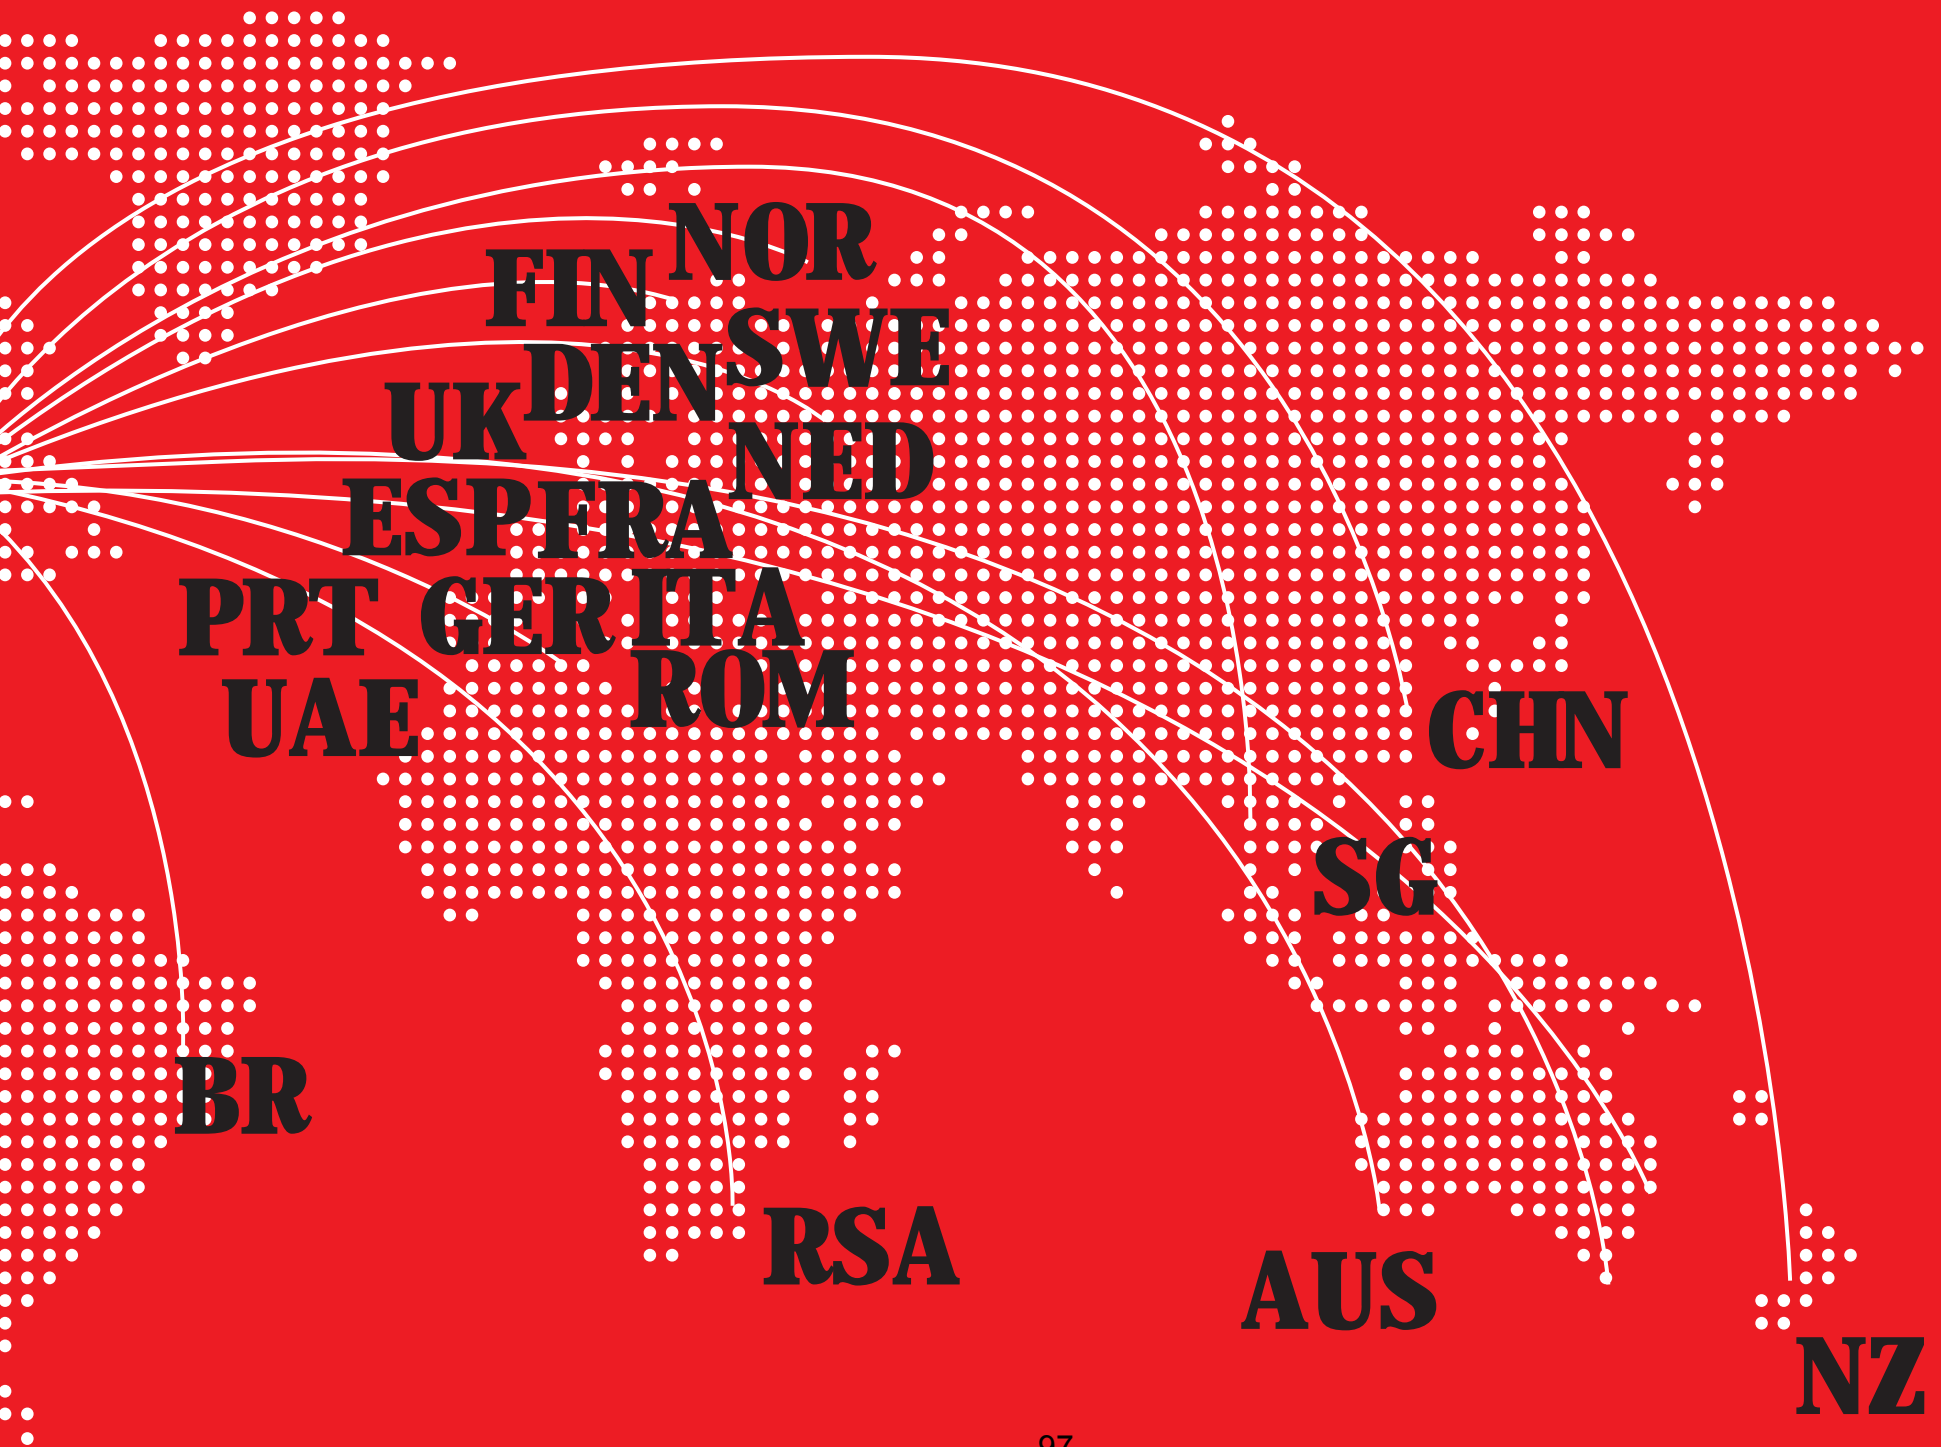 NOR
FIN
SWE
DEN
UK
NED
ESP FRA
PRT GER ITA
ROM
UAE
CHN
SG
BR
RSA
AUS
NZ
97